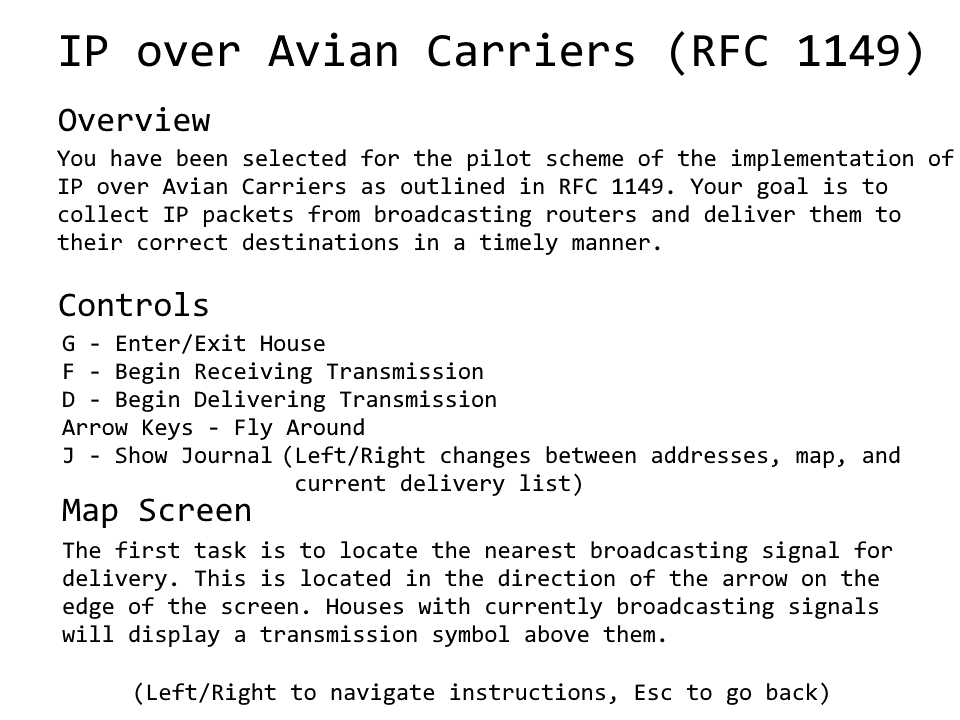 IP over Avian Carriers (RFC 1149)
Overview
You have been selected for the pilot scheme of the implementation of
IP over Avian Carriers as outlined in RFC 1149. Your goal is to
collect IP packets from broadcasting routers and deliver them to
their correct destinations in a timely manner.
Controls
G - Enter/Exit House
F - Begin Receiving Transmission
D - Begin Delivering Transmission
Arrow Keys - Fly Around
J - Show Journal (Left/Right changes between addresses, map, and
current delivery list)
Map Screen
The first task is to locate the nearest broadcasting signal for
delivery. This is located in the direction of the arrow on the
edge of the screen. Houses with currently broadcasting signals
will display a transmission symbol above them.
(Left/Right to navigate instructions, Esc to go back)